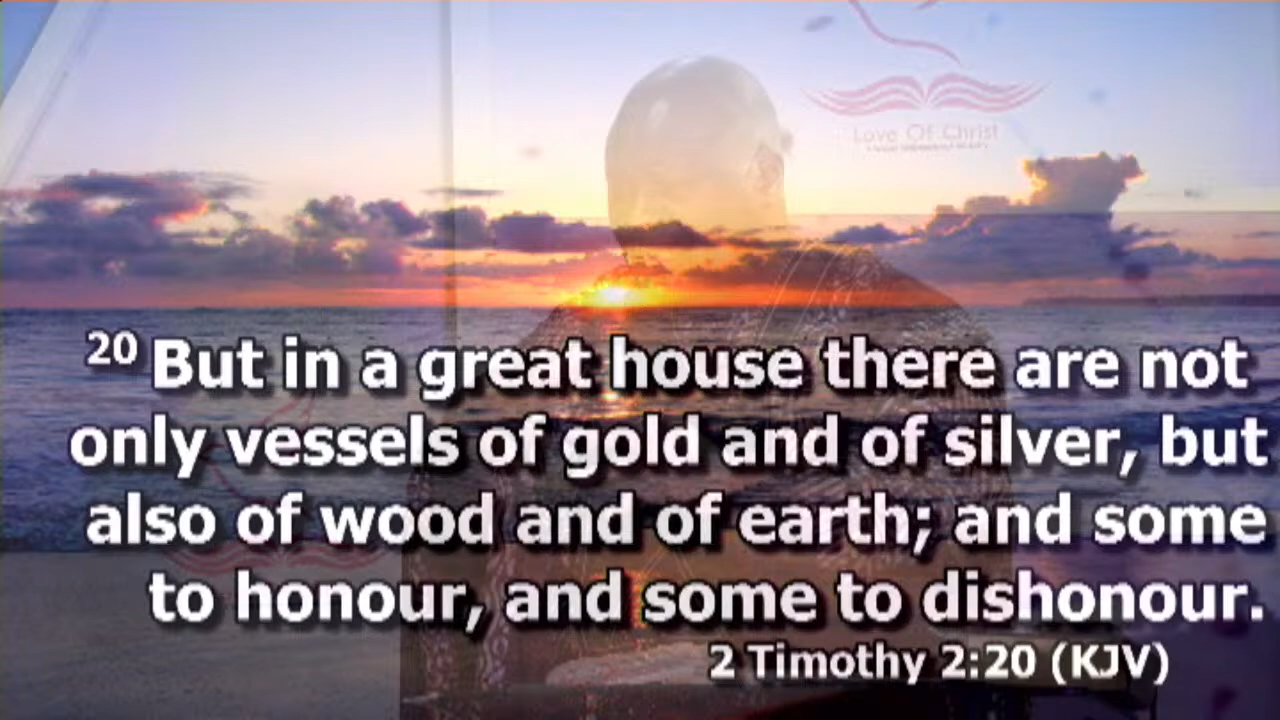 Love Of Christ
20 But in a great house there are not
only vessels of gold and of silver, but
also of wood and of earth; and some
to honour, and some to dishonour.
2 Timothy 2:20 (KJV)